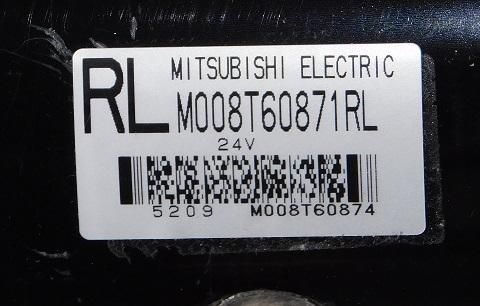 RL MITSUBISHI ELECTRIC
M008T60871RL
24V
5209 M008T60874